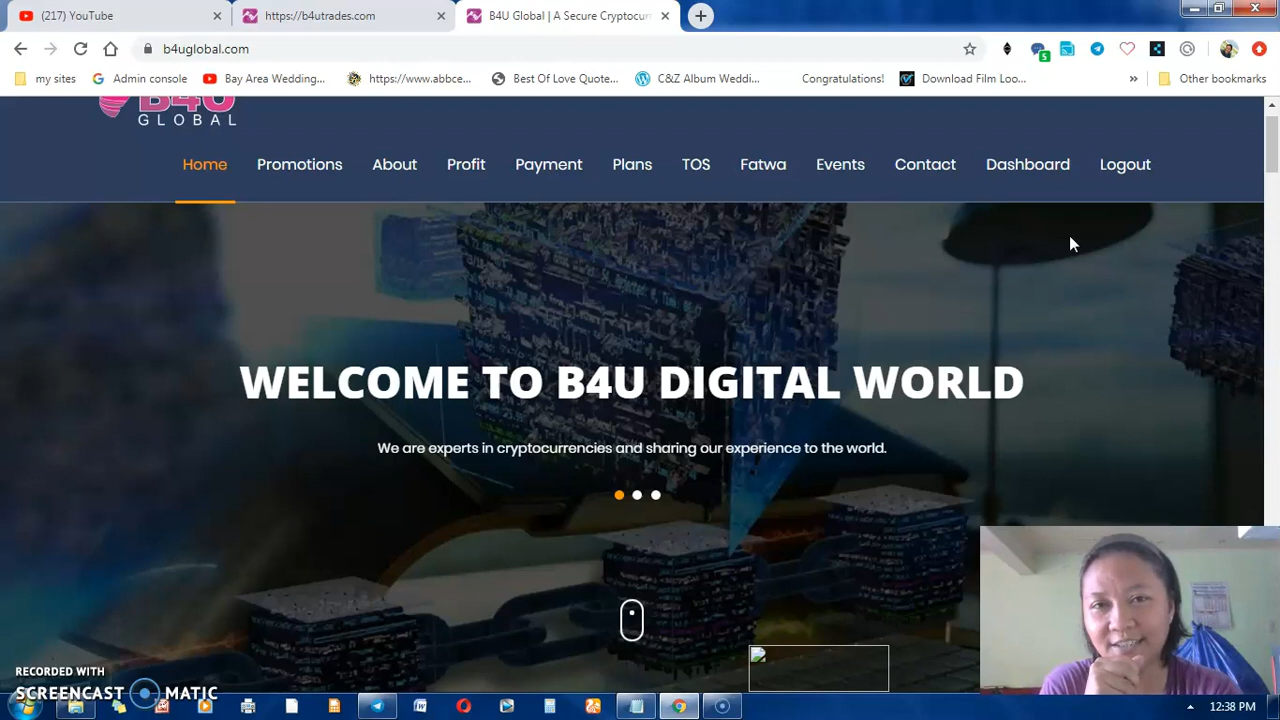 (217) YouTube
https://b4utrades.com
B4U Global | A Secure Cryptocurr
b4uglobal.com
5
my sites
Admin console
Bay Area Wedding...
https://www.abbce...
Best Of Love Quote...
C&Z Album Weddi...
Congratulations!
Download Film Loo...
»
Other bookmarks
B4U
GLOBAL
Home
Promotions
About
Profit
Payment
Plans
TOS
Fatwa
Events
Contact
Dashboard
Logout
WELCOME TO B4U DIGITAL WORLD
We are experts in cryptocurrencies and sharing our experience to the world.
RECORDED WITH
SCREENCAST MATIC
12:38 PM